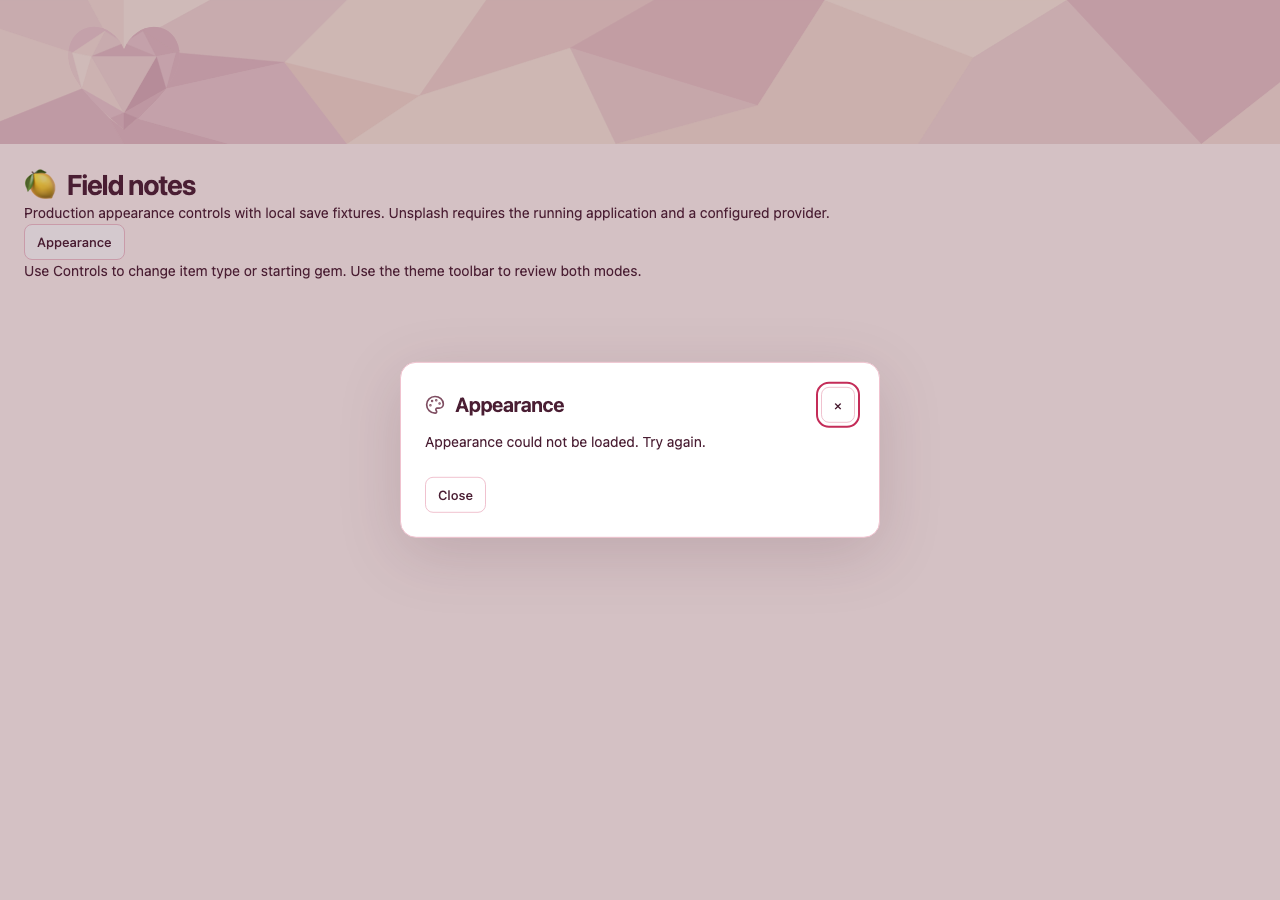 Field notes
Production appearance controls with local save fixtures. Unsplash requires the running application and a configured provider.
Appearance
Use Controls to change item type or starting gem. Use the theme toolbar to review both modes.
Appearance
×
Appearance could not be loaded. Try again.
Close